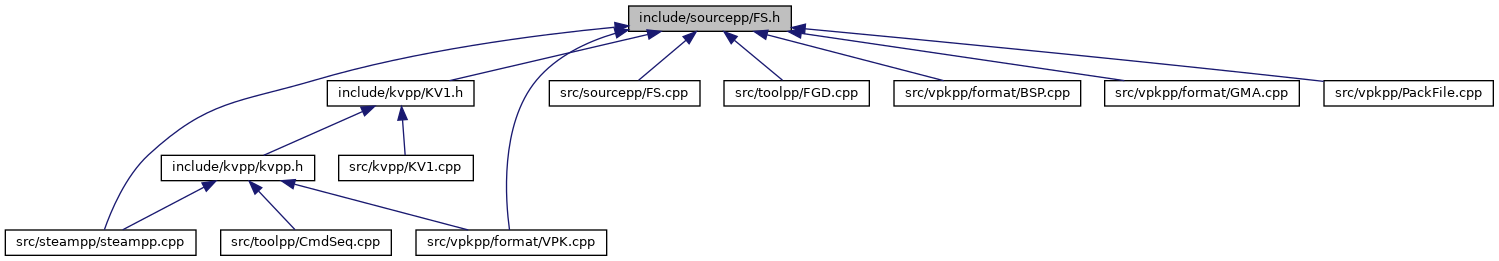 include/sourcepp/FS.h
include/kvpp/KV1.h
src/sourcepp/FS.cpp
src/toolpp/FGD.cpp
src/vpkpp/format/BSP.cpp
src/vpkpp/format/GMA.cpp
src/vpkpp/PackFile.cpp
include/kvpp/kvpp.h
src/kvpp/KV1.cpp
src/steampp/steampp.cpp
src/toolpp/CmdSeq.cpp
src/vpkpp/format/VPK.cpp